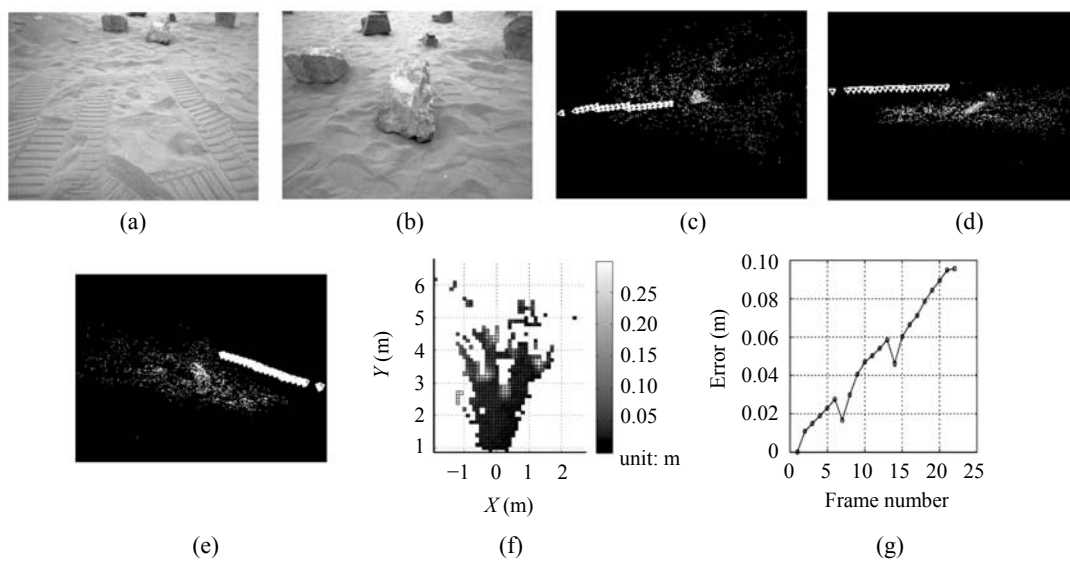 (a)
(b)
(c)
(d)
6
5
4
3
2
1
Y (m)
−1 0 1 2
X (m)
0.25
0.20
0.15
0.10
0.05
unit: m
0.10
0.08
0.06
0.04
0.02
0
Error (m)
0 5 10 15 20 25
Frame number
(e)
(f)
(g)